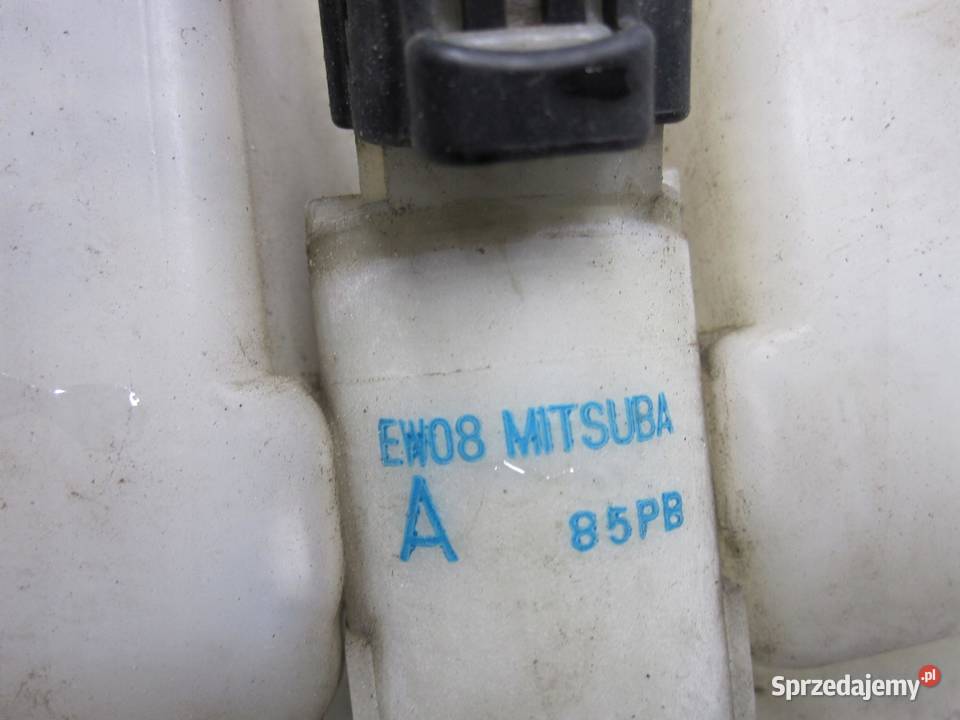 EW08 MITSUBA
A 85PB
Sprzedajemy.pl